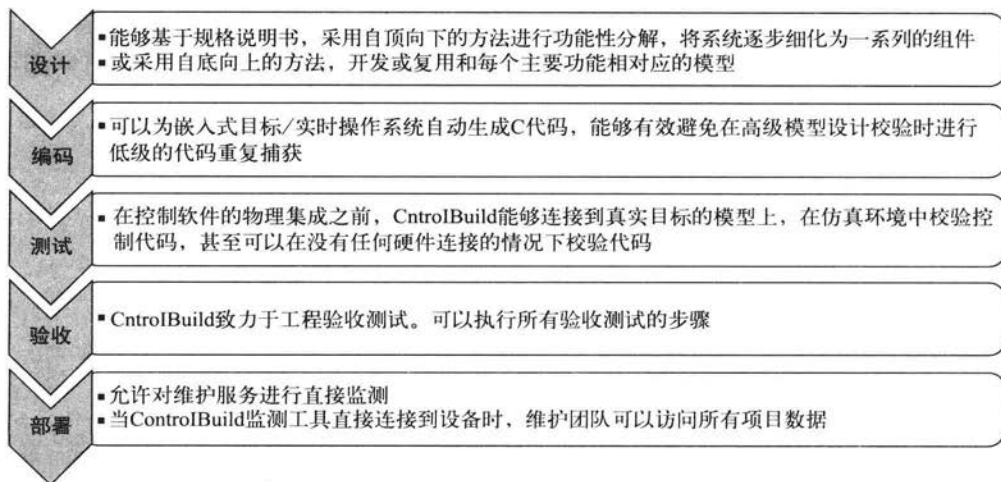 设计
▪能够基于规格说明书，采用自顶向下的方法进行功能性分解，将系统逐步细化为一系列的组件
▪或采用自底向上的方法，开发或复用和每个主要功能相对应的模型
编码
▪可以为嵌入式目标/实时操作系统自动生成C代码，能够有效避免在高级模型设计校验时进行
低级的代码重复捕获
测试
▪在控制软件的物理集成之前，CntrolBuild能够连接到真实目标的模型上，在仿真环境中校验控
制代码，甚至可以在没有任何硬件连接的情况下校验代码
验收
▪CntrolBuild致力于工程验收测试。可以执行所有验收测试的步骤
部署
▪允许对维护服务进行直接监测
▪当ControlBuild监测工具直接连接到设备时，维护团队可以访问所有项目数据